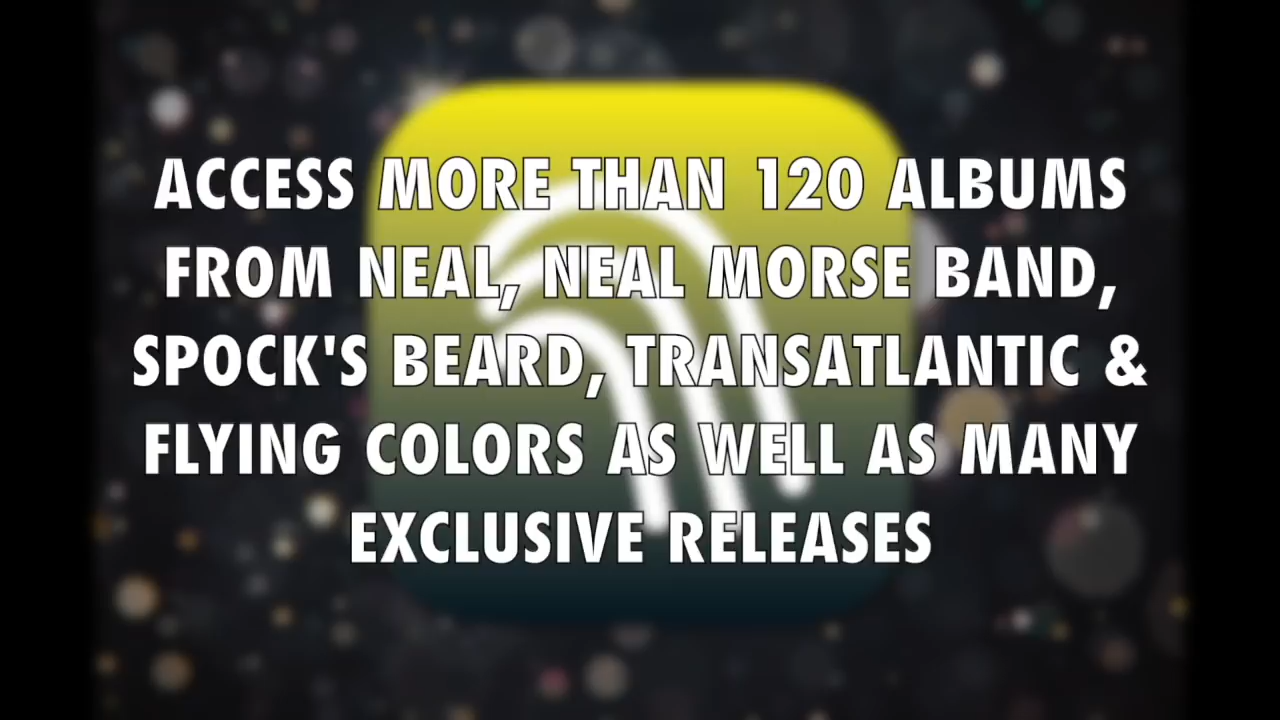 ACCESS MORE THAN 120 ALBUMS
FROM NEAL, NEAL MORSE BAND,
SPOCK'S BEARD, TRANSATLANTIC &
FLYING COLORS AS WELL AS MANY
EXCLUSIVE RELEASES